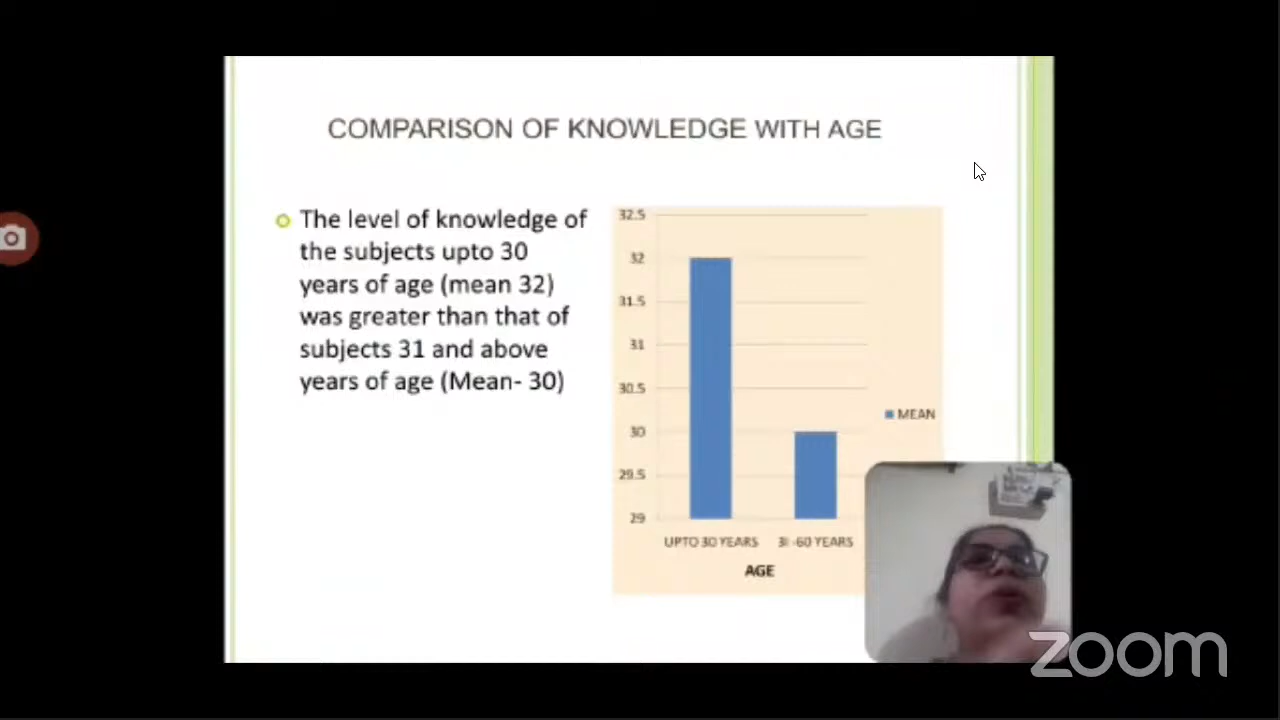 COMPARISON OF KNOWLEDGE WITH AGE
The level of knowledge of
the subjects upto 30
years of age (mean 32)
was greater than that of
subjects 31 and above
years of age (Mean- 30)
32.5
32
31.5
31
30.5
30
29.5
29
UPTO 30 YEARS 31-60 YEARS
AGE
MEAN
zoom